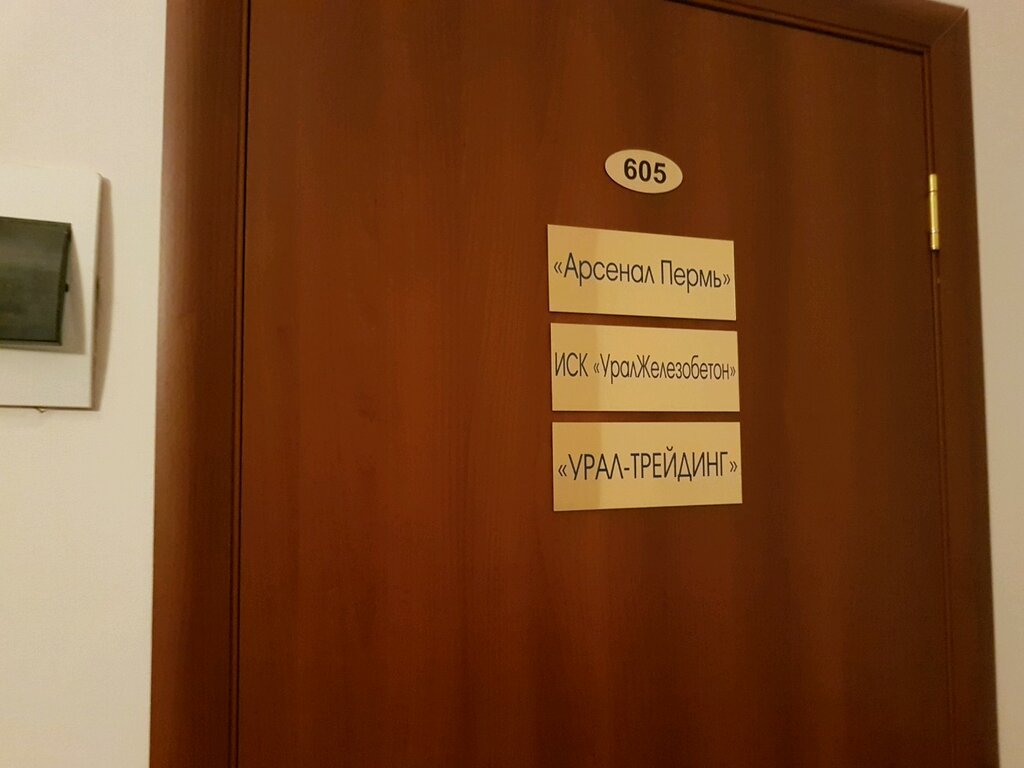 605
«Арсенал Пермь»
ИСК «УралЖелезобетон»
«УРАЛ-ТРЕЙДИНГ»